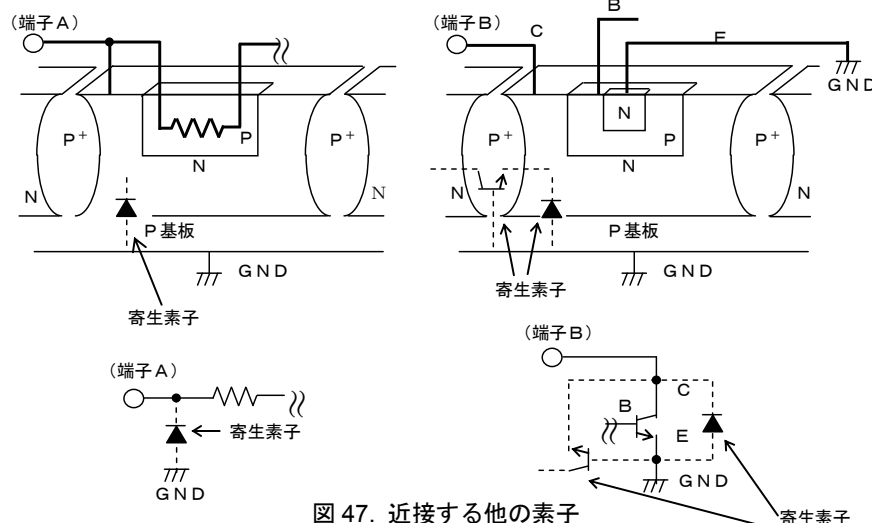 (端子A)
P+
P
N
N
P+
N
P基板
GND
寄生素子
(端子B)
C
B
E
GND
P+
N
P
N
N
P+
N
P基板
GND
寄生素子
(端子A)
寄生素子
GND
(端子B)
C
B
E
GND
寄生素子
図 47. 近接する他の素子